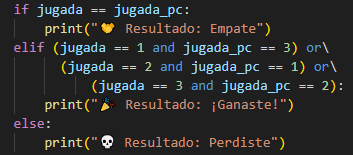 if jugada == jugada_pc:
    print("🤝 Resultado: Empate")
elif (jugada == 1 and jugada_pc == 3) or\
     (jugada == 2 and jugada_pc == 1) or\
        (jugada == 3 and jugada_pc == 2):
    print("🎉 Resultado: ¡Ganaste!")
else:
    print("💀 Resultado: Perdiste")